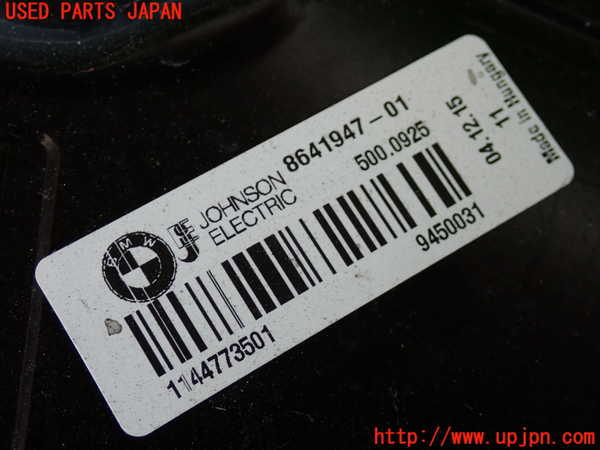 USED PARTS JAPAN
BMW
JOHNSON
ELECTRIC
8641947-01
500.0925
04.12.15
11
Made in Hungary
9450031
1144773501
http://www.upjpn.com